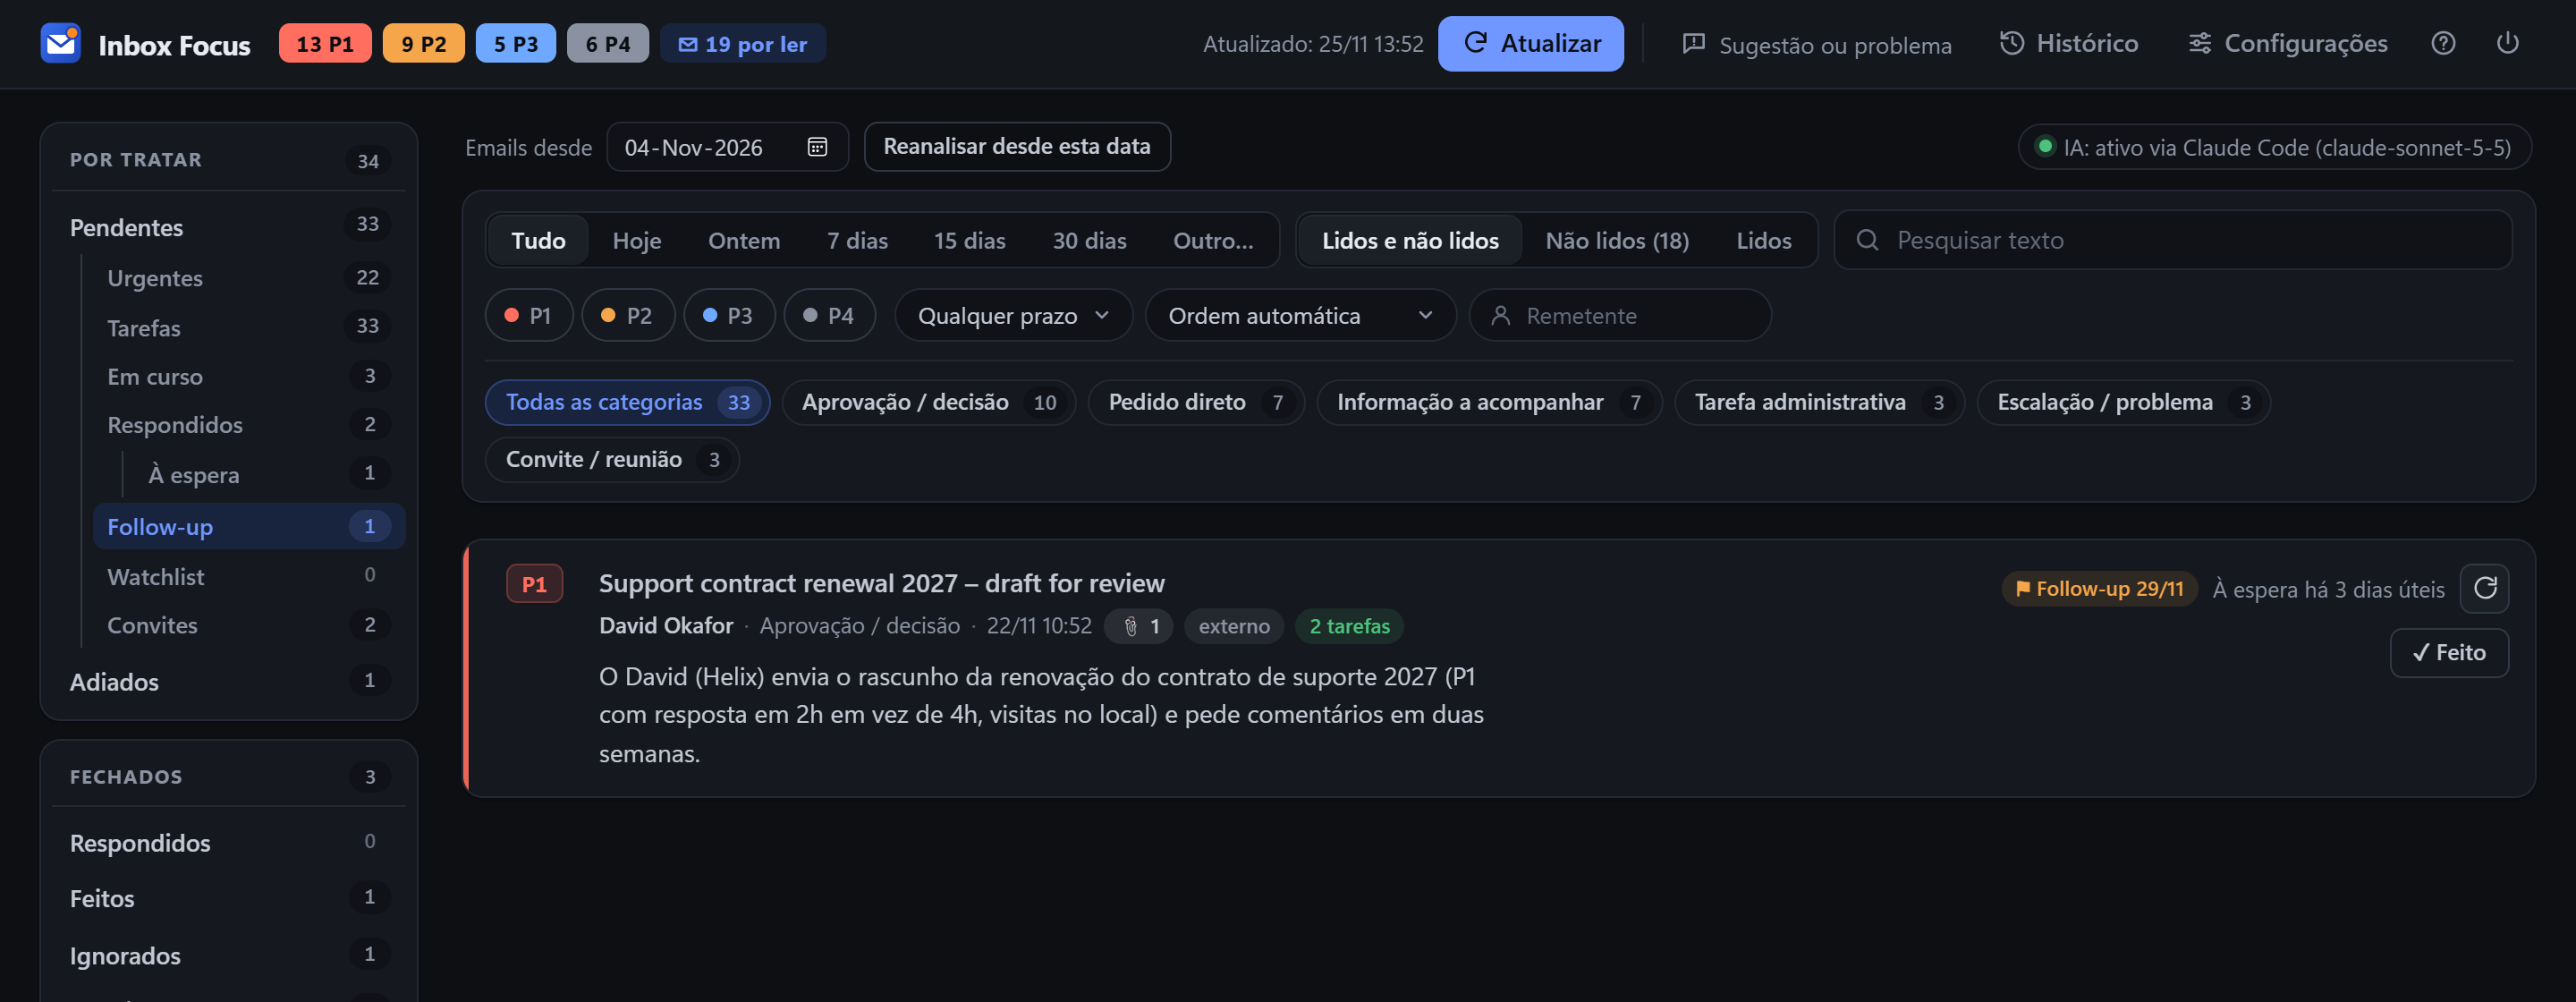 Inbox Focus 13 P1 9 P2 5 P3 6 P4 19 por ler Atualizado: 25/11 13:52 Atualizar Sugestão ou problema Histórico Configurações
POR TRATAR 34
Pendentes 33
Urgentes 22
Tarefas 33
Em curso 3
Respondidos 2
À espera 1
Follow-up 1
Watchlist 0
Convites 2
Adiados 1
FECHADOS 3
Respondidos 0
Feitos 1
Ignorados 1
Emails desde 04-Nov-2026 Reanalisar desde esta data IA: ativo via Claude Code (claude-sonnet-5-5)
Tudo Hoje Ontem 7 dias 15 dias 30 dias Outro... Lidos e não lidos Não lidos (18) Lidos Pesquisar texto
P1 P2 P3 P4 Qualquer prazo Ordem automática Remetente
Todas as categorias 33 Aprovação / decisão 10 Pedido direto 7 Informação a acompanhar 7 Tarefa administrativa 3 Escalação / problema 3
Convite / reunião 3
P1 Support contract renewal 2027 – draft for review Follow-up 29/11 À espera há 3 dias úteis
David Okafor · Aprovação / decisão · 22/11 10:52 1 externo 2 tarefas
✓ Feito
O David (Helix) envia o rascunho da renovação do contrato de suporte 2027 (P1
com resposta em 2h em vez de 4h, visitas no local) e pede comentários em duas
semanas.